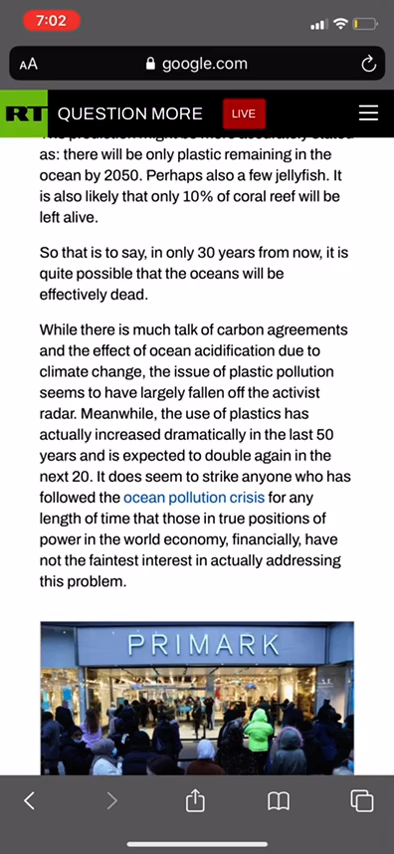 7:02
AA google.com
RT QUESTION MORE LIVE
The prediction might be more accurately stated
as: there will be only plastic remaining in the
ocean by 2050. Perhaps also a few jellyfish. It
is also likely that only 10% of coral reef will be
left alive.
So that is to say, in only 30 years from now, it is
quite possible that the oceans will be
effectively dead.
While there is much talk of carbon agreements
and the effect of ocean acidification due to
climate change, the issue of plastic pollution
seems to have largely fallen off the activist
radar. Meanwhile, the use of plastics has
actually increased dramatically in the last 50
years and is expected to double again in the
next 20. It does seem to strike anyone who has
followed the ocean pollution crisis for any
length of time that those in true positions of
power in the world economy, financially, have
not the faintest interest in actually addressing
this problem.
PRIMARK